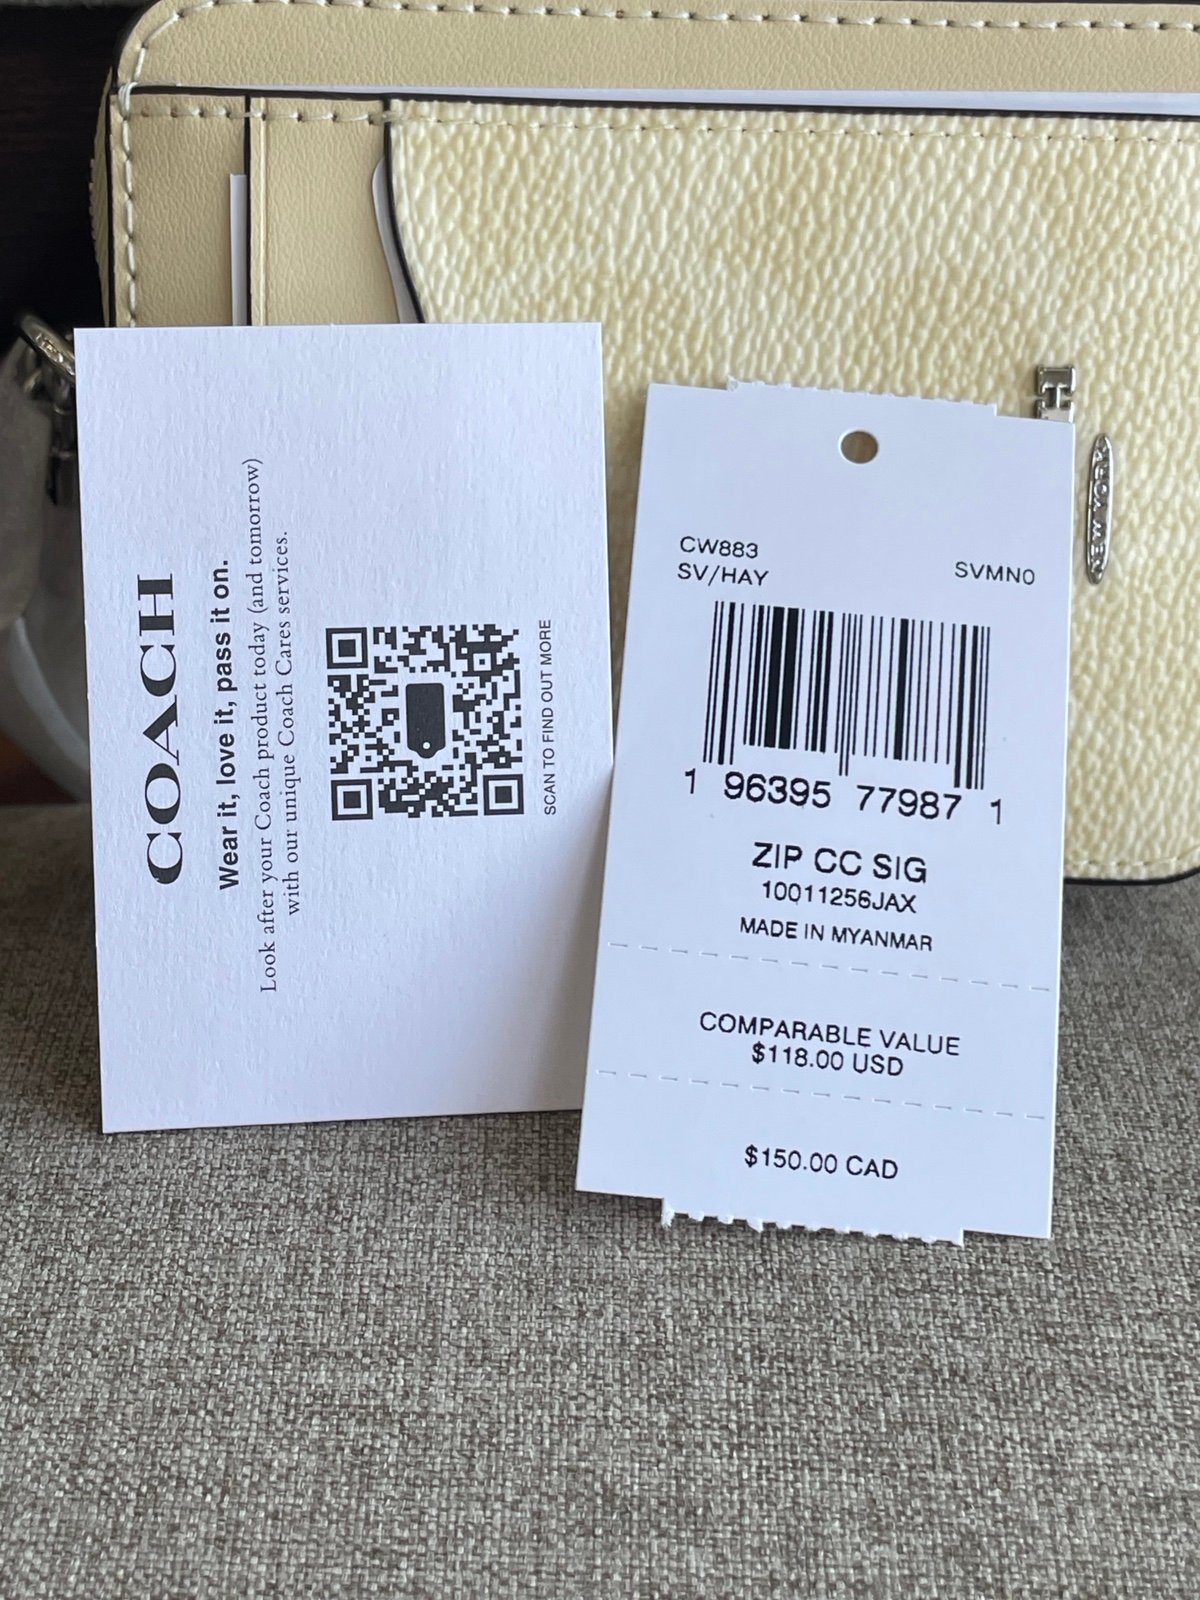 COACH
Wear it, love it, pass it on.
Look after your Coach product today (and tomorrow)
with our unique Coach Cares services.
SCAN TO FIND OUT MORE
CW883
SV/HAY
SVMN0
1 96395 77987 1
ZIP CC SIG
10011256JAX
MADE IN MYANMAR
COMPARABLE VALUE
$118.00 USD
$150.00 CAD
NEW YORK